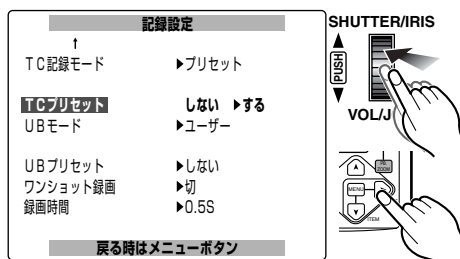 記録設定
↑
TC記録モード ▶プリセット
TCプリセット しない ▶する
UBモード ▶ユーザー
UBプリセット ▶しない
ワンショット録画 ▶切
録画時間 ▶0.5S
戻る時はメニューボタン
SHUTTER/IRIS
▲
PUSH
▼
VOL/J
ZOOM
MENU
ITEM